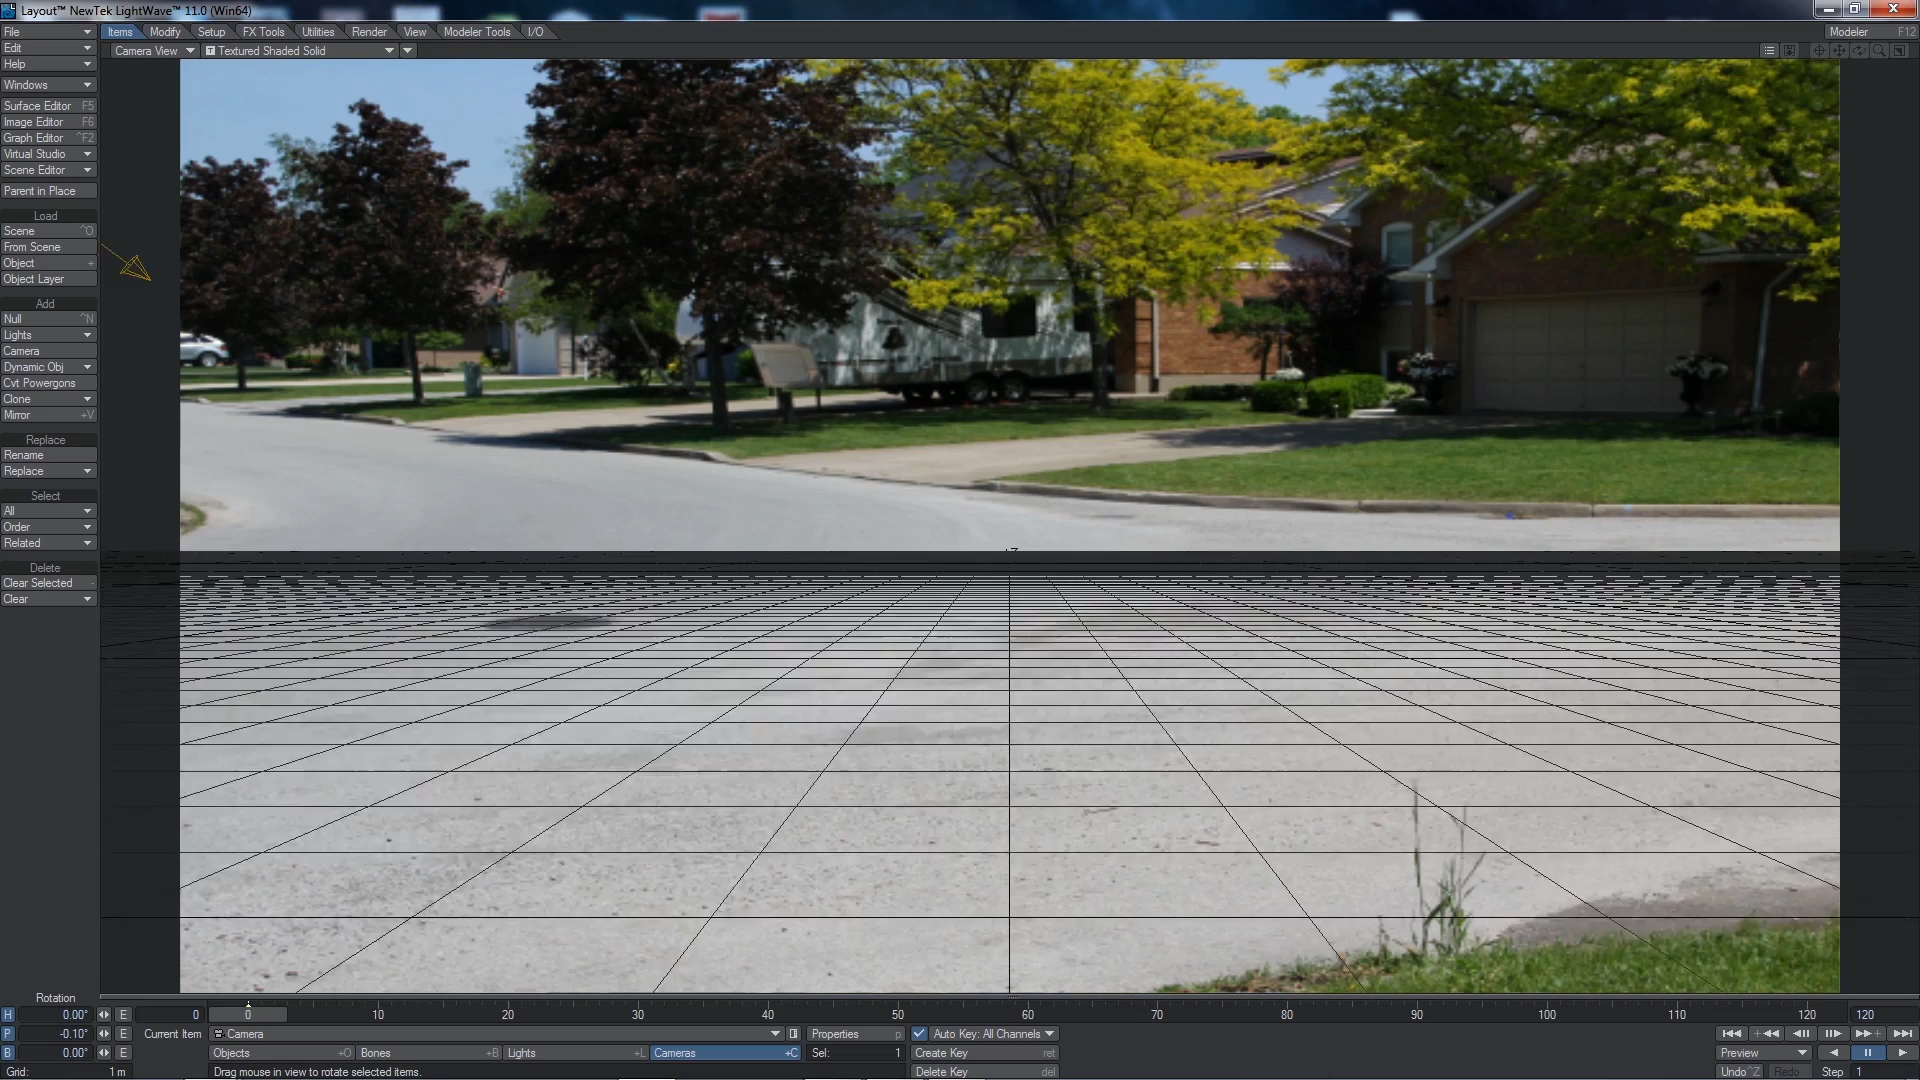 Layout™ NewTek LightWave™ 11.0 (Win64)
File
Items Modify Setup FX Tools Utilities Render View Modeler Tools I/O
Modeler F12
Edit
Camera View T Textured Shaded Solid
Help
Windows
Surface Editor F5
Image Editor F6
Graph Editor ^F2
Virtual Studio
Scene Editor
Parent in Place
Load
Scene ^O
From Scene
Object +
Object Layer
Add
Null ^N
Lights
Camera
Dynamic Obj
Cvt Powergons
Clone
Mirror +V
Replace
Rename
Replace
Select
All
Order
Related
Delete
Clear Selected -
Clear
Rotation
H 0.00° E
P -0.10° E
B 0.00° E
Grid: 1 m
0 0 10 20 30 40 50 60 70 80 90 100 110 120 120
Current Item Camera Properties p Auto Key: All Channels
Objects +O Bones +B Lights +L Cameras +C Sel: 1 Create Key ret
Drag mouse in view to rotate selected items. Delete Key del
Preview
Undo ^Z Redo Step 1